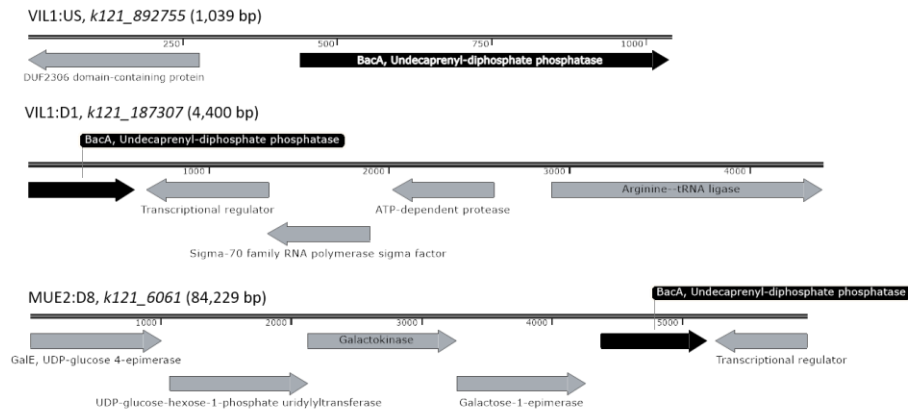 VIL1:US, k121_892755 (1,039 bp)
250 500 750 1000
BacA, Undecaprenyl-diphosphate phosphatase
DUF2306 domain-containing protein
VIL1:D1, k121_187307 (4,400 bp)
BacA, Undecaprenyl-diphosphate phosphatase
1000 2000 3000 4000
Arginine--tRNA ligase
Transcriptional regulator ATP-dependent protease
Sigma-70 family RNA polymerase sigma factor
MUE2:D8, k121_6061 (84,229 bp)
BacA, Undecaprenyl-diphosphate phosphatase
1000 2000 3000 4000 5000
Galactokinase
GalE, UDP-glucose 4-epimerase Transcriptional regulator
UDP-glucose-hexose-1-phosphate uridylyltransferase Galactose-1-epimerase